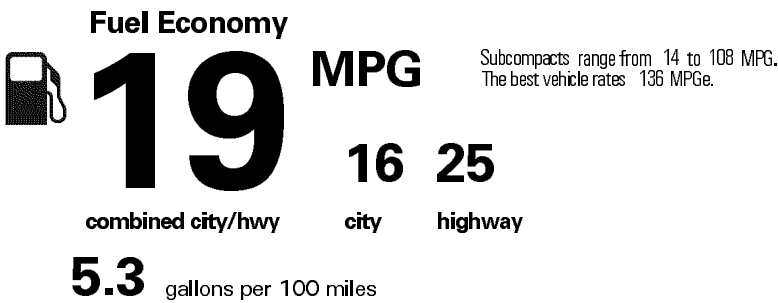 Fuel Economy
19 MPG
Subcompacts range from 14 to 108 MPG.
The best vehicle rates 136 MPGe.
16 25
combined city/hwy city highway
5.3 gallons per 100 miles